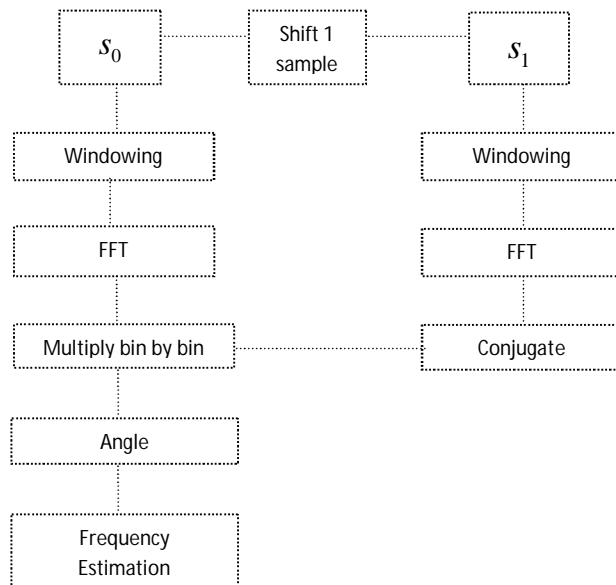 s0
Shift 1
sample
s1
Windowing
Windowing
FFT
FFT
Multiply bin by bin
Conjugate
Angle
Frequency
Estimation